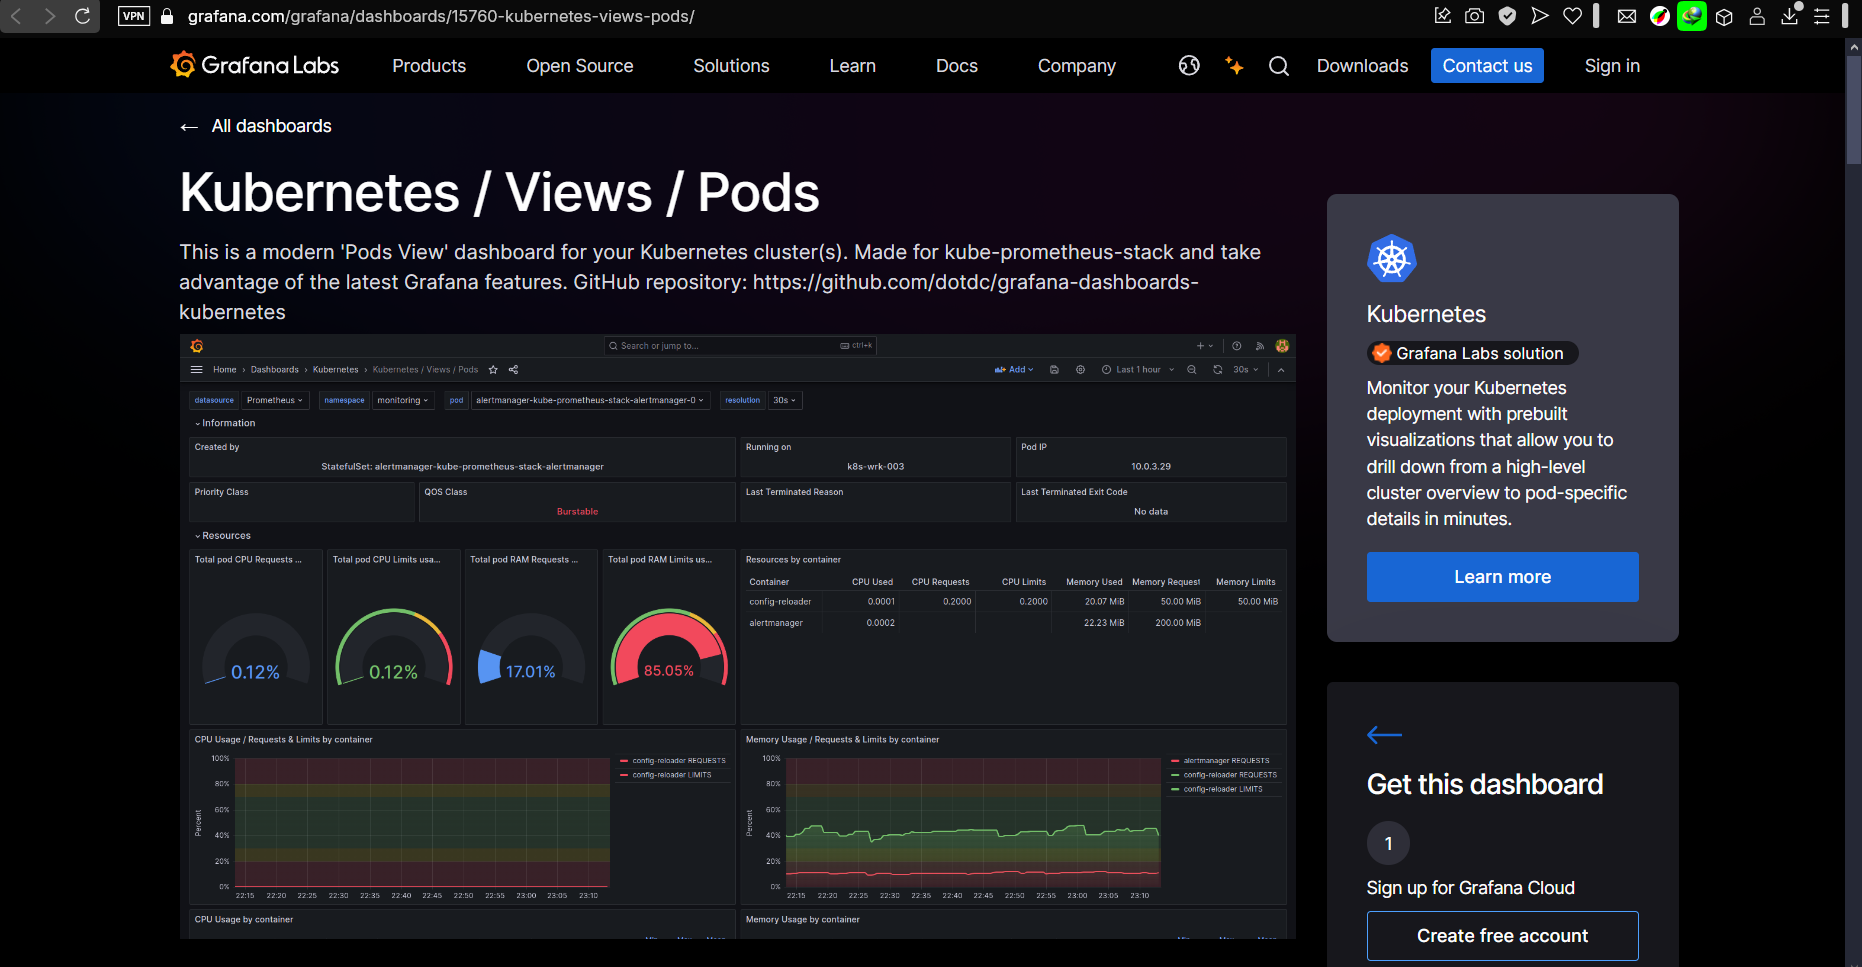 VPN
grafana.com/grafana/dashboards/15760-kubernetes-views-pods/
Grafana Labs
Products
Open Source
Solutions
Learn
Docs
Company
Downloads
Contact us
Sign in
← All dashboards
Kubernetes / Views / Pods
This is a modern 'Pods View' dashboard for your Kubernetes cluster(s). Made for kube-prometheus-stack and take
advantage of the latest Grafana features. GitHub repository: https://github.com/dotdc/grafana-dashboards-
kubernetes
Search or jump to...
ctrl+k
Home › Dashboards › Kubernetes › Kubernetes / Views / Pods
Add
Last 1 hour
30s
datasource Prometheus
namespace monitoring
pod alertmanager-kube-prometheus-stack-alertmanager-0
resolution 30s
Information
Created by
StatefulSet: alertmanager-kube-prometheus-stack-alertmanager
Running on
k8s-wrk-003
Pod IP
10.0.3.29
Priority Class
QOS Class
Burstable
Last Terminated Reason
Last Terminated Exit Code
No data
Resources
Total pod CPU Requests ...
0.12%
Total pod CPU Limits usa...
0.12%
Total pod RAM Requests ...
17.01%
Total pod RAM Limits us...
85.05%
Resources by container
Container CPU Used CPU Requests CPU Limits Memory Used Memory Request Memory Limits
config-reloader 0.0001 0.2000 0.2000 20.07 MiB 50.00 MiB 50.00 MiB
alertmanager 0.0002 22.23 MiB 200.00 MiB
CPU Usage / Requests & Limits by container
Percent
100%
80%
60%
40%
20%
0%
22:15 22:20 22:25 22:30 22:35 22:40 22:45 22:50 22:55 23:00 23:05 23:10
config-reloader REQUESTS
config-reloader LIMITS
Memory Usage / Requests & Limits by container
Percent
100%
80%
60%
40%
20%
0%
22:15 22:20 22:25 22:30 22:35 22:40 22:45 22:50 22:55 23:00 23:05 23:10
alertmanager REQUESTS
config-reloader REQUESTS
config-reloader LIMITS
CPU Usage by container
Memory Usage by container
Kubernetes
Grafana Labs solution
Monitor your Kubernetes
deployment with prebuilt
visualizations that allow you to
drill down from a high-level
cluster overview to pod-specific
details in minutes.
Learn more
Get this dashboard
1
Sign up for Grafana Cloud
Create free account